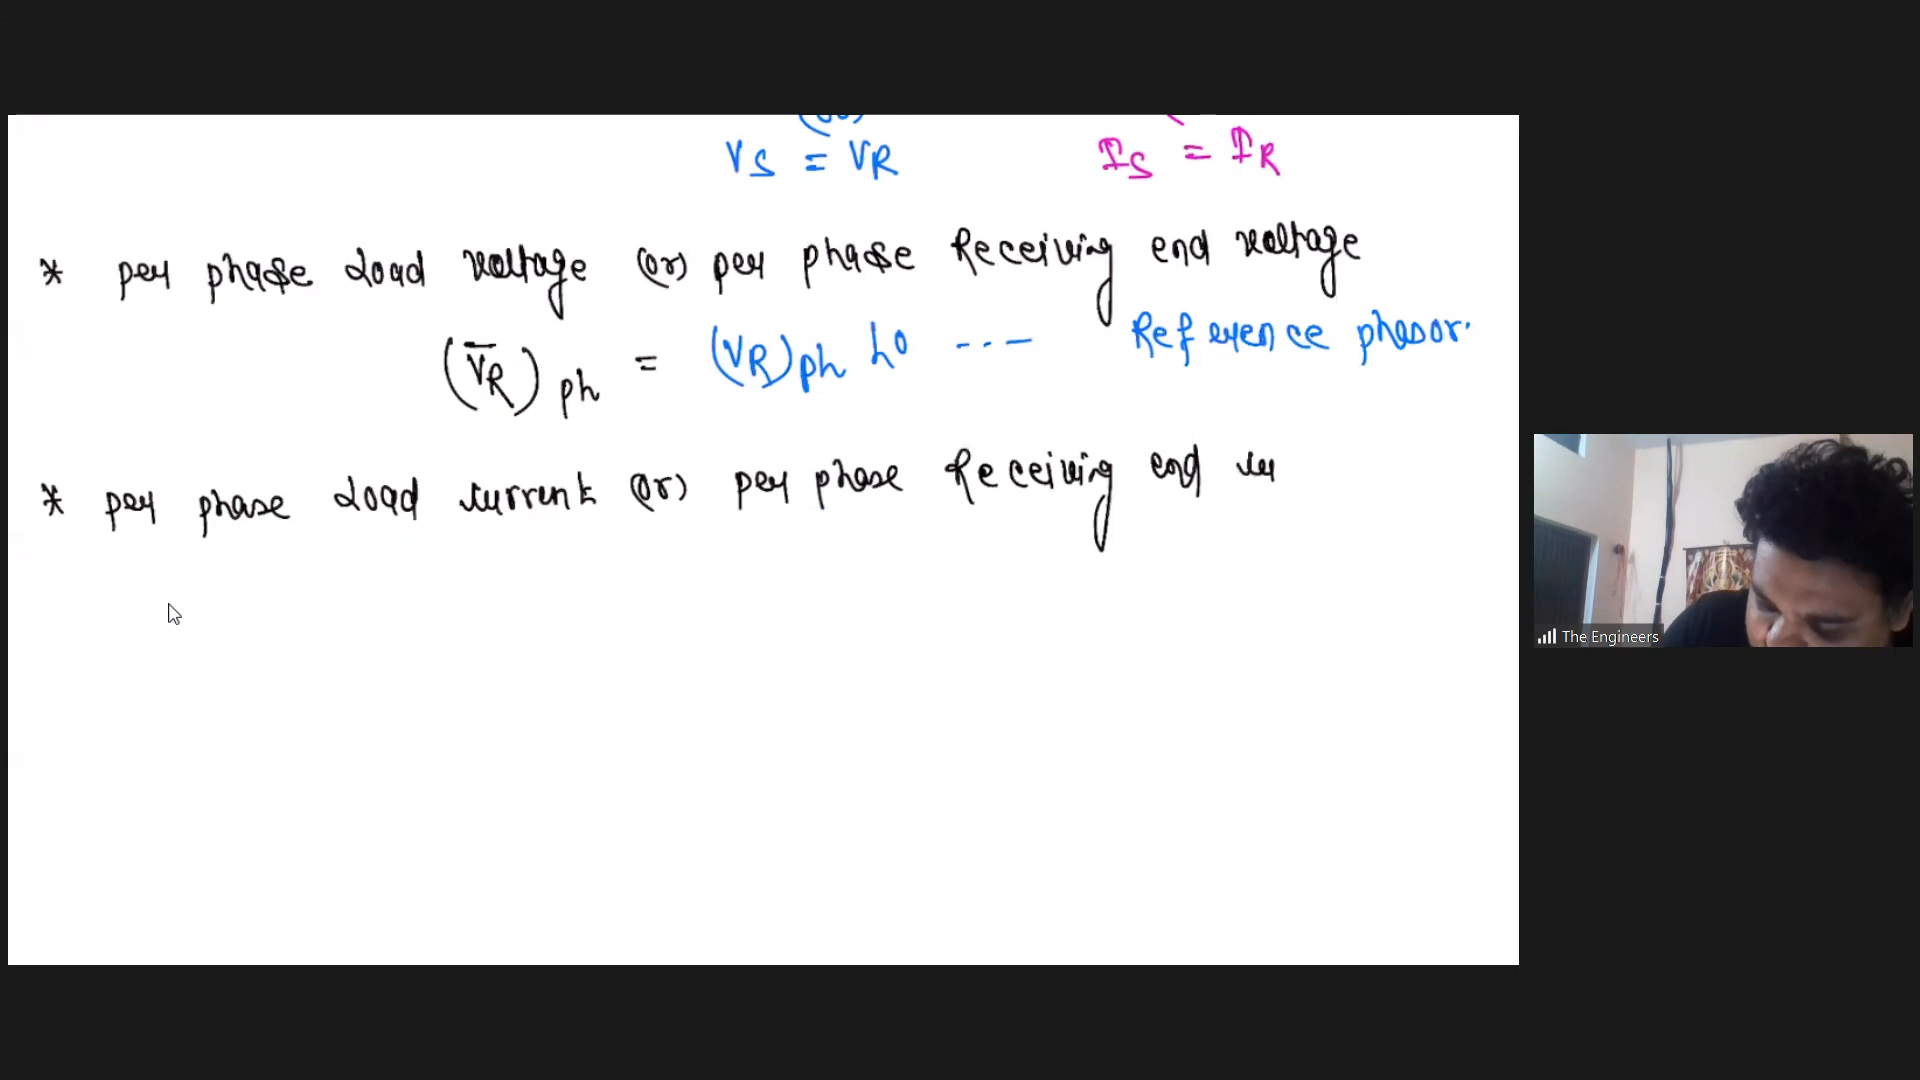 VS = VR IS = IR
* per phase Load voltage (or) per phase Receiving end voltage
(V̅R)ph = (VR)ph ∠0 --- Reference phasor.
* per phase Load current (or) per phase Receiving end cu
The Engineers